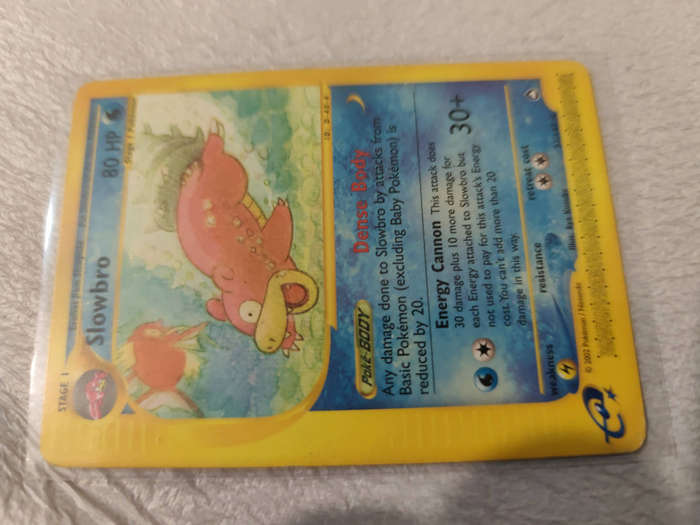 STAGE 1
Slowbro
80 HP
Stage 1 Pokémon
Poké-BODY
Dense Body
Any damage done to Slowbro by attacks from
Basic Pokémon (excluding Baby Pokémon) is
reduced by 20.
Energy Cannon This attack does
30 damage plus 10 more damage for
each Energy attached to Slowbro but
not used to pay for this attack's Energy
cost. You can't add more than 20
damage in this way.
30+
weakness
resistance
retreat cost
© 2002 Pokémon / Nintendo
e